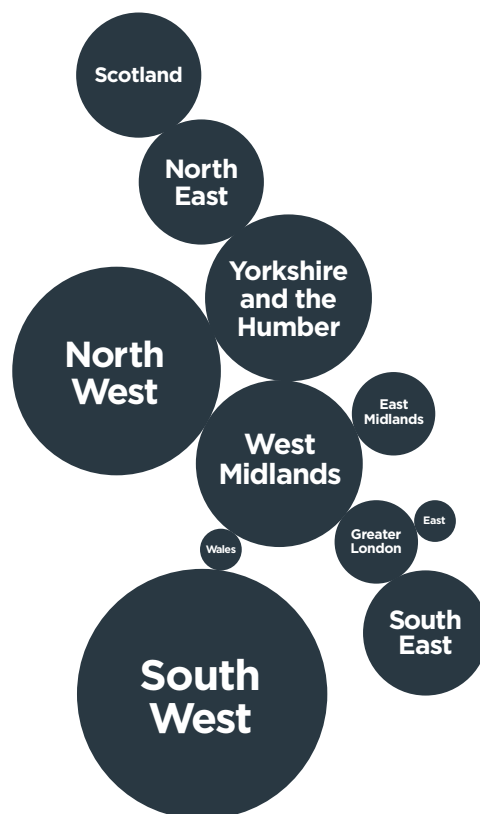 Scotland
North
East
Yorkshire
and the
Humber
North
West
East
Midlands
West
Midlands
East
Greater
London
Wales
South
East
South
West